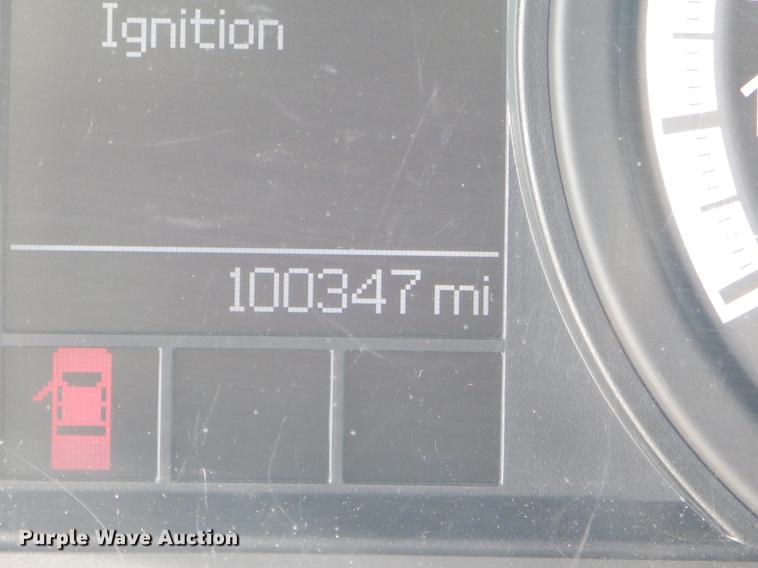 Ignition
100347 mi
Purple Wave Auction